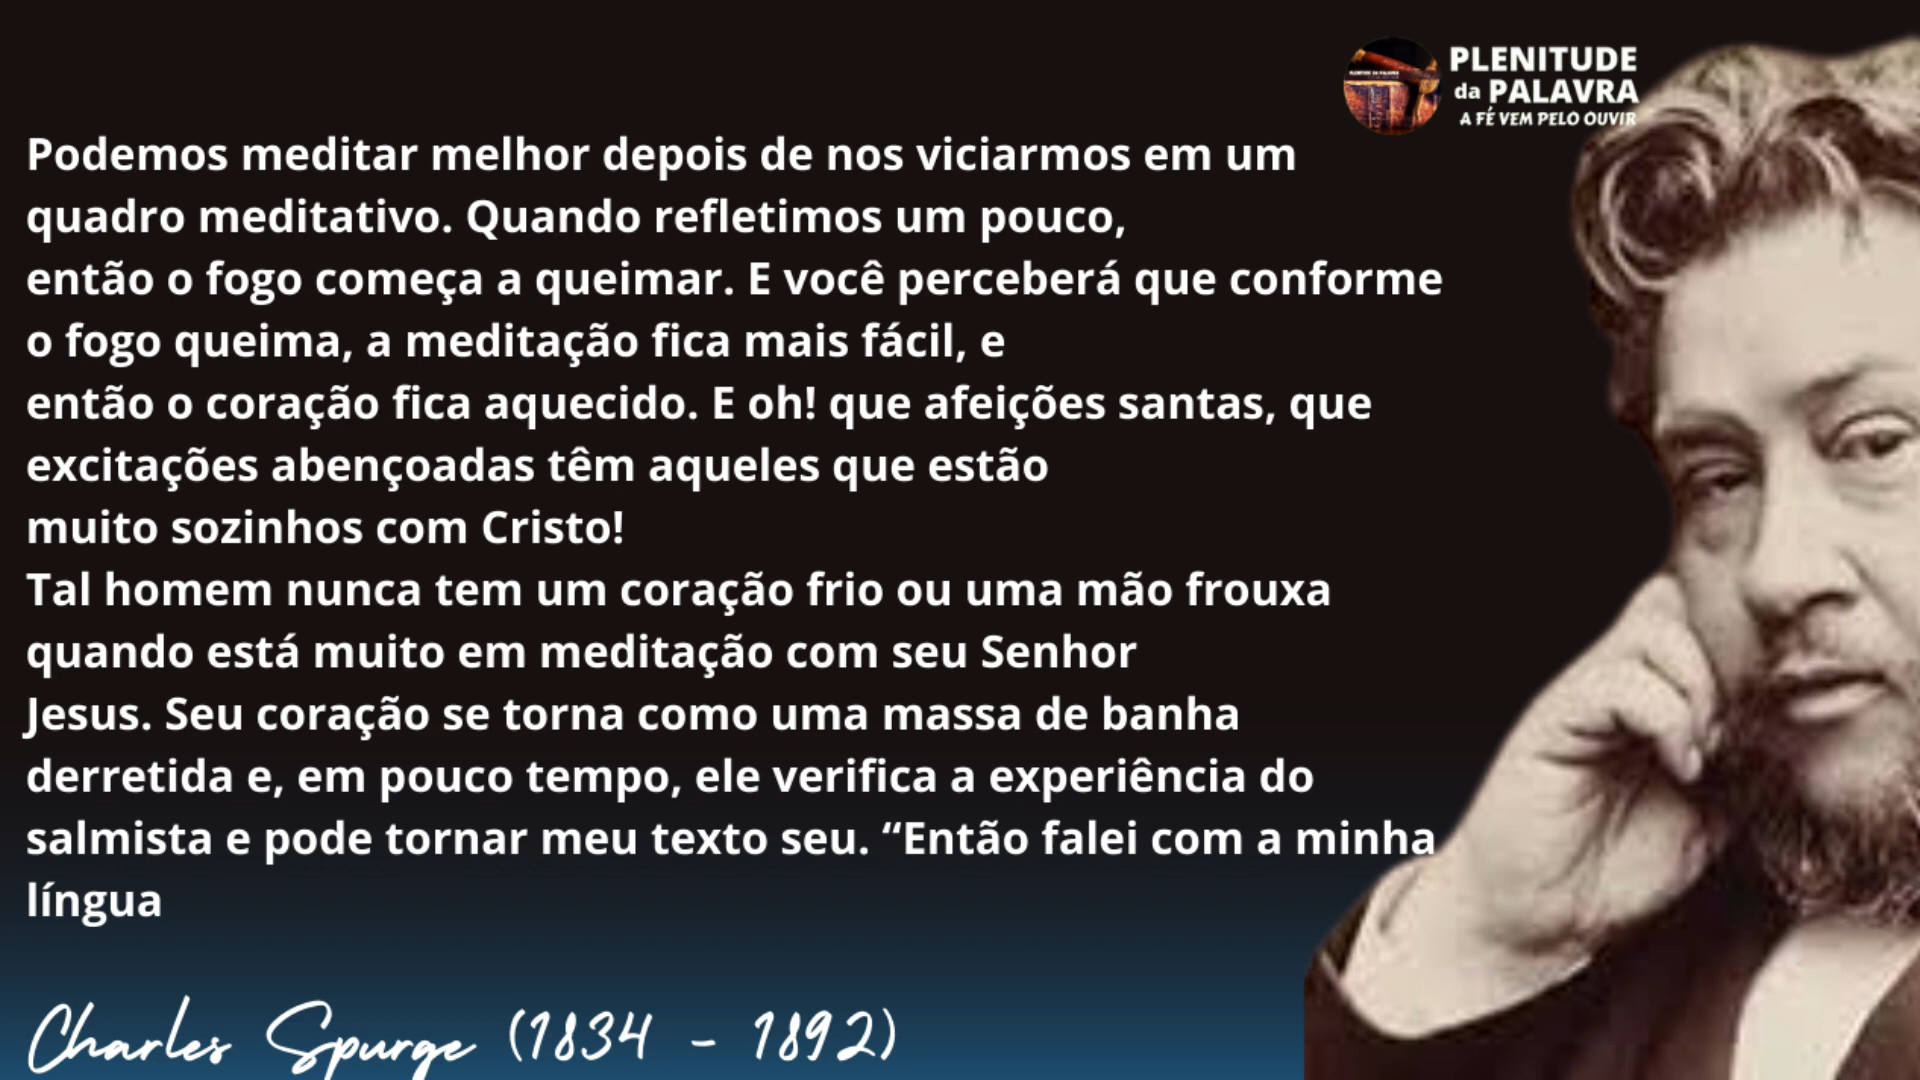 PLENITUDE
da PALAVRA
A FÉ VEM PELO OUVIR
Podemos meditar melhor depois de nos viciarmos em um
quadro meditativo. Quando refletimos um pouco,
então o fogo começa a queimar. E você perceberá que conforme
o fogo queima, a meditação fica mais fácil, e
então o coração fica aquecido. E oh! que afeições santas, que
excitações abençoadas têm aqueles que estão
muito sozinhos com Cristo!
Tal homem nunca tem um coração frio ou uma mão frouxa
quando está muito em meditação com seu Senhor
Jesus. Seu coração se torna como uma massa de banha
derretida e, em pouco tempo, ele verifica a experiência do
salmista e pode tornar meu texto seu. “Então falei com a minha
língua
Charles Spurge (1834 - 1892)